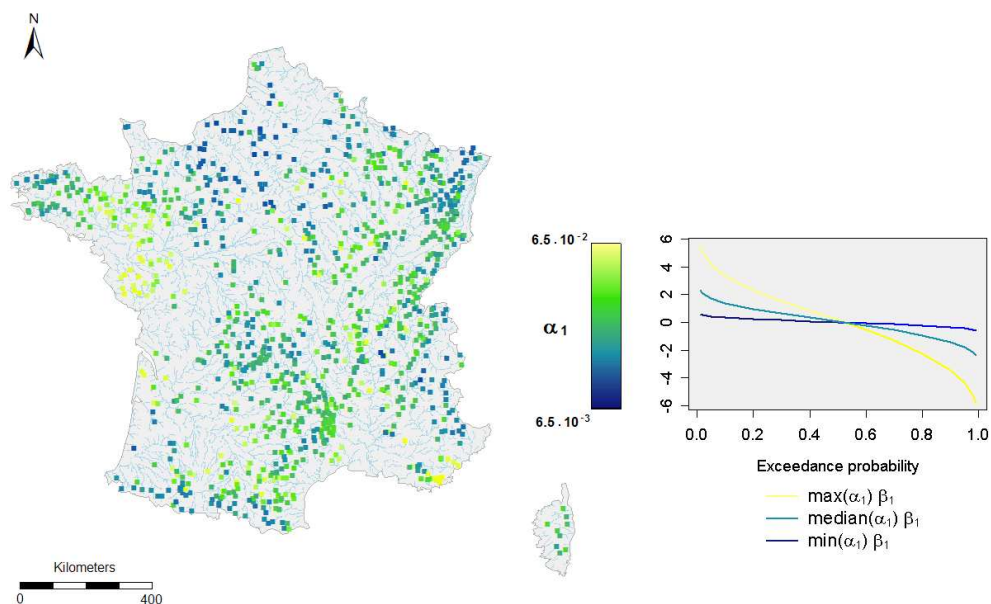 N
6.5 . 10⁻²
α₁
6.5 . 10⁻³
6
4
2
0
-2
-4
-6
0.0 0.2 0.4 0.6 0.8 1.0
Exceedance probability
max(α₁) β₁
median(α₁) β₁
min(α₁) β₁
Kilometers
0 400